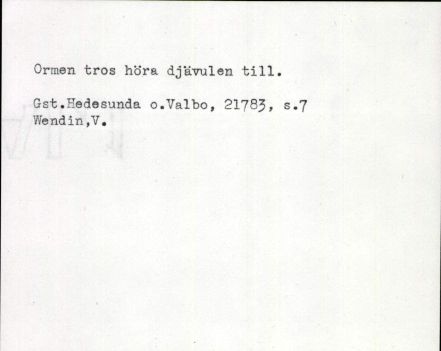 Ormen tros höra djävulen till.
Gst.Hedesunda o.Valbo, 21783, s.7
Wendin,V.